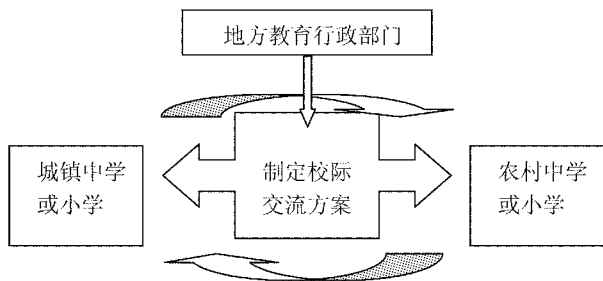 地方教育行政部门
城镇中学
或小学
制定校际
交流方案
农村中学
或小学